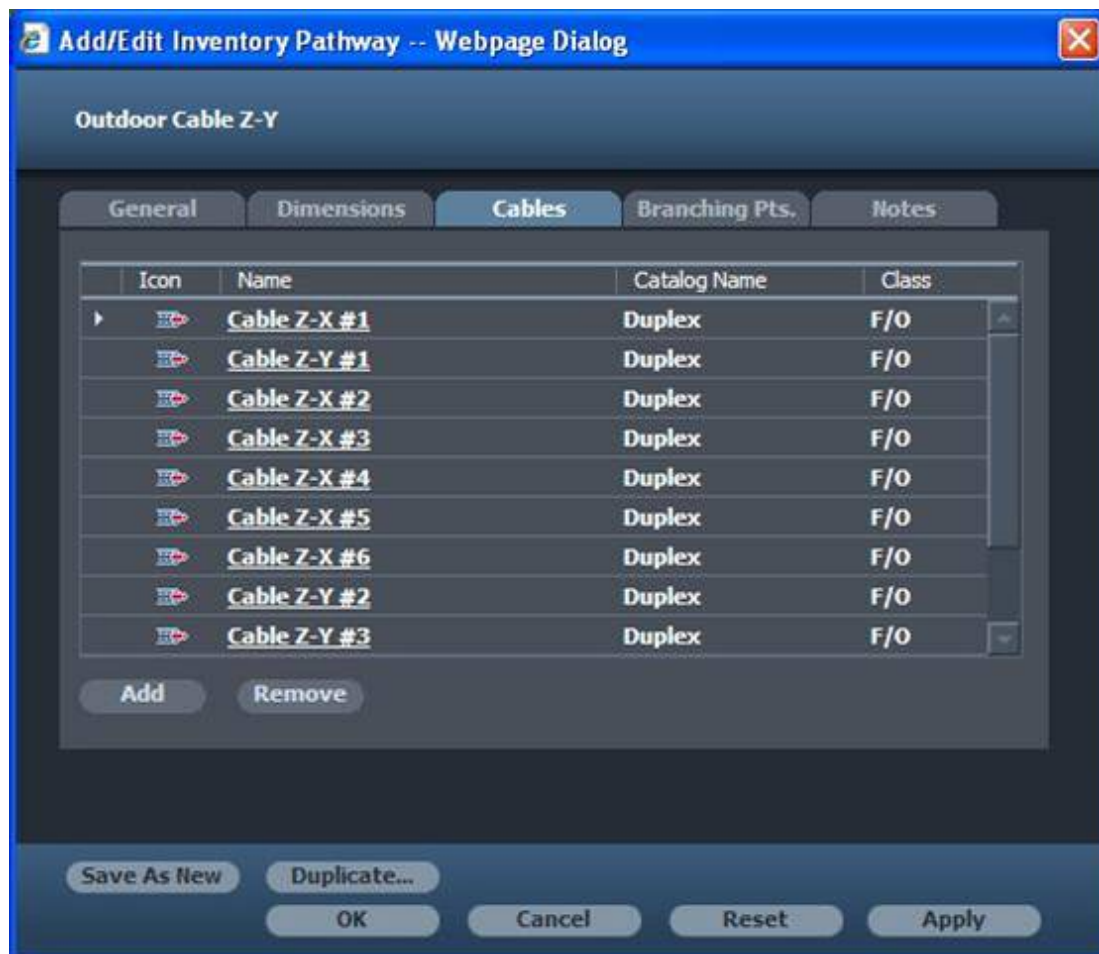 Add/Edit Inventory Pathway -- Webpage Dialog
Outdoor Cable Z-Y
General Dimensions Cables Branching Pts. Notes
Icon Name Catalog Name Class
Cable Z-X #1 Duplex F/O
Cable Z-Y #1 Duplex F/O
Cable Z-X #2 Duplex F/O
Cable Z-X #3 Duplex F/O
Cable Z-X #4 Duplex F/O
Cable Z-X #5 Duplex F/O
Cable Z-X #6 Duplex F/O
Cable Z-Y #2 Duplex F/O
Cable Z-Y #3 Duplex F/O
Add Remove
Save As New Duplicate...
OK Cancel Reset Apply